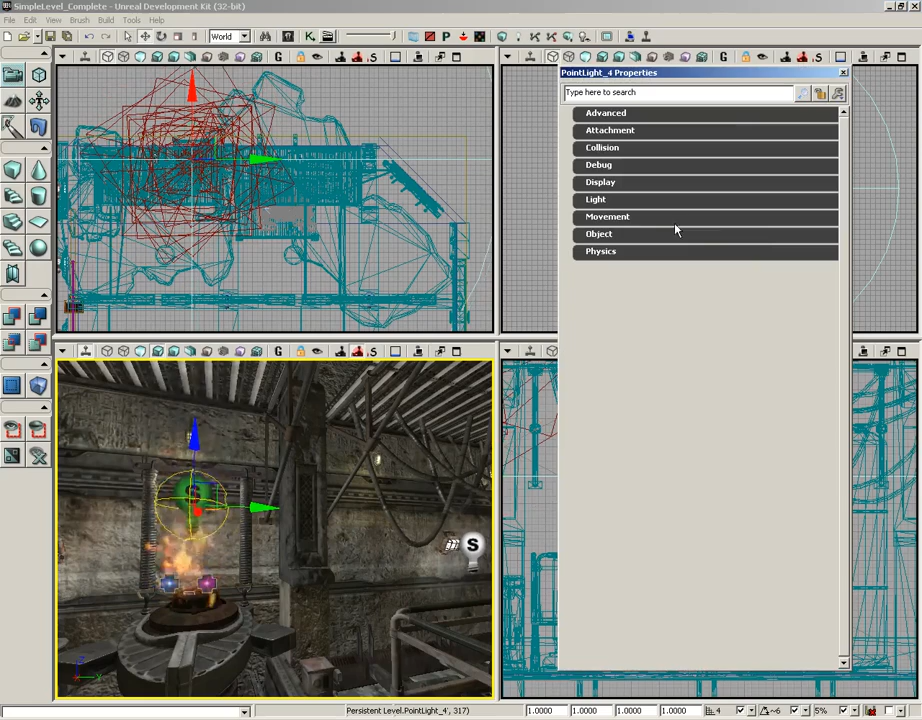 SimpleLevel_Complete - Unreal Development Kit (32-bit)
File Edit View Brush Build Tools Help
World
PointLight_4 Properties
Type here to search
Advanced
Attachment
Collision
Debug
Display
Light
Movement
Object
Physics
G
S
G
S
S
Persistent Level.PointLight_4', 317)
1.0000 1.0000 1.0000 1.0000 4 ~6 5%